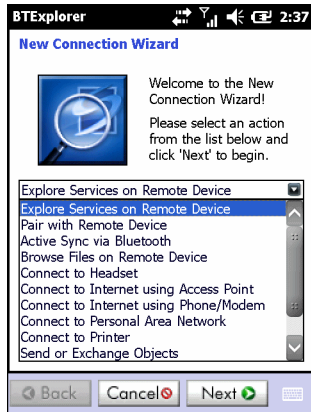 BTExplorer 2:37
New Connection Wizard
Welcome to the New
Connection Wizard!
Please select an action
from the list below and
click 'Next' to begin.
Explore Services on Remote Device
Explore Services on Remote Device
Pair with Remote Device
Active Sync via Bluetooth
Browse Files on Remote Device
Connect to Headset
Connect to Internet using Access Point
Connect to Internet using Phone/Modem
Connect to Personal Area Network
Connect to Printer
Send or Exchange Objects
Back Cancel Next